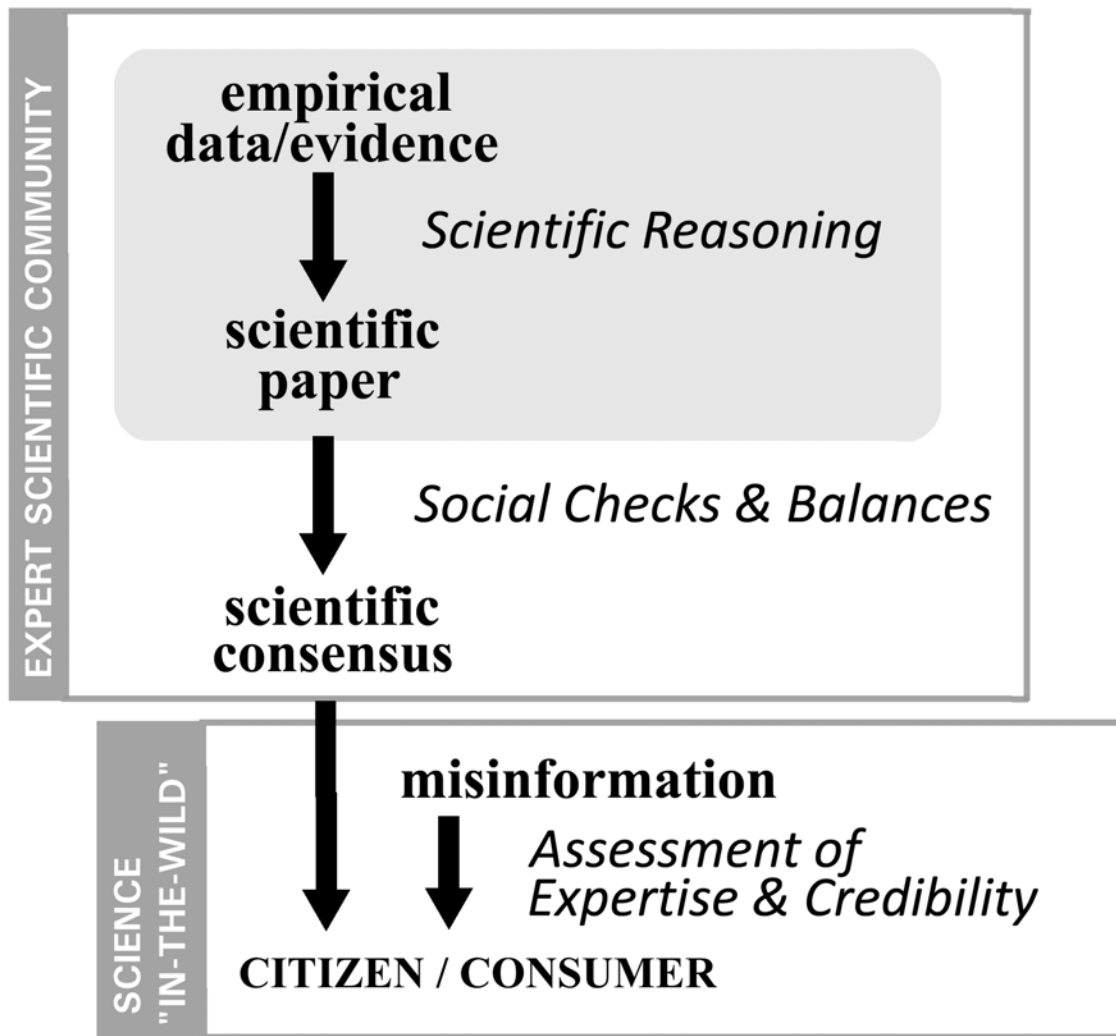 EXPERT SCIENTIFIC COMMUNITY
empirical
data/evidence
Scientific Reasoning
scientific
paper
Social Checks & Balances
scientific
consensus
SCIENCE
"IN-THE-WILD"
misinformation
Assessment of
Expertise & Credibility
CITIZEN / CONSUMER